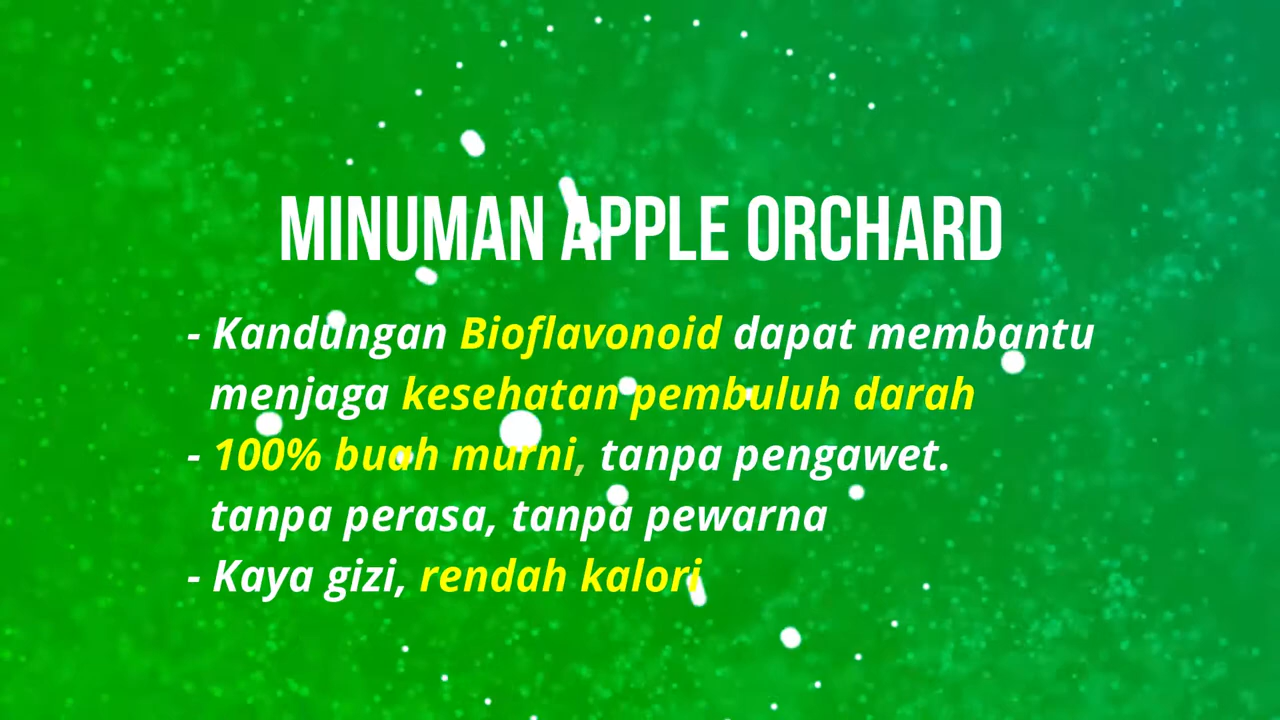 MINUMAN APPLE ORCHARD
- Kandungan Bioflavonoid dapat membantu
menjaga kesehatan pembuluh darah
- 100% buah murni, tanpa pengawet.
tanpa perasa, tanpa pewarna
- Kaya gizi, rendah kalori